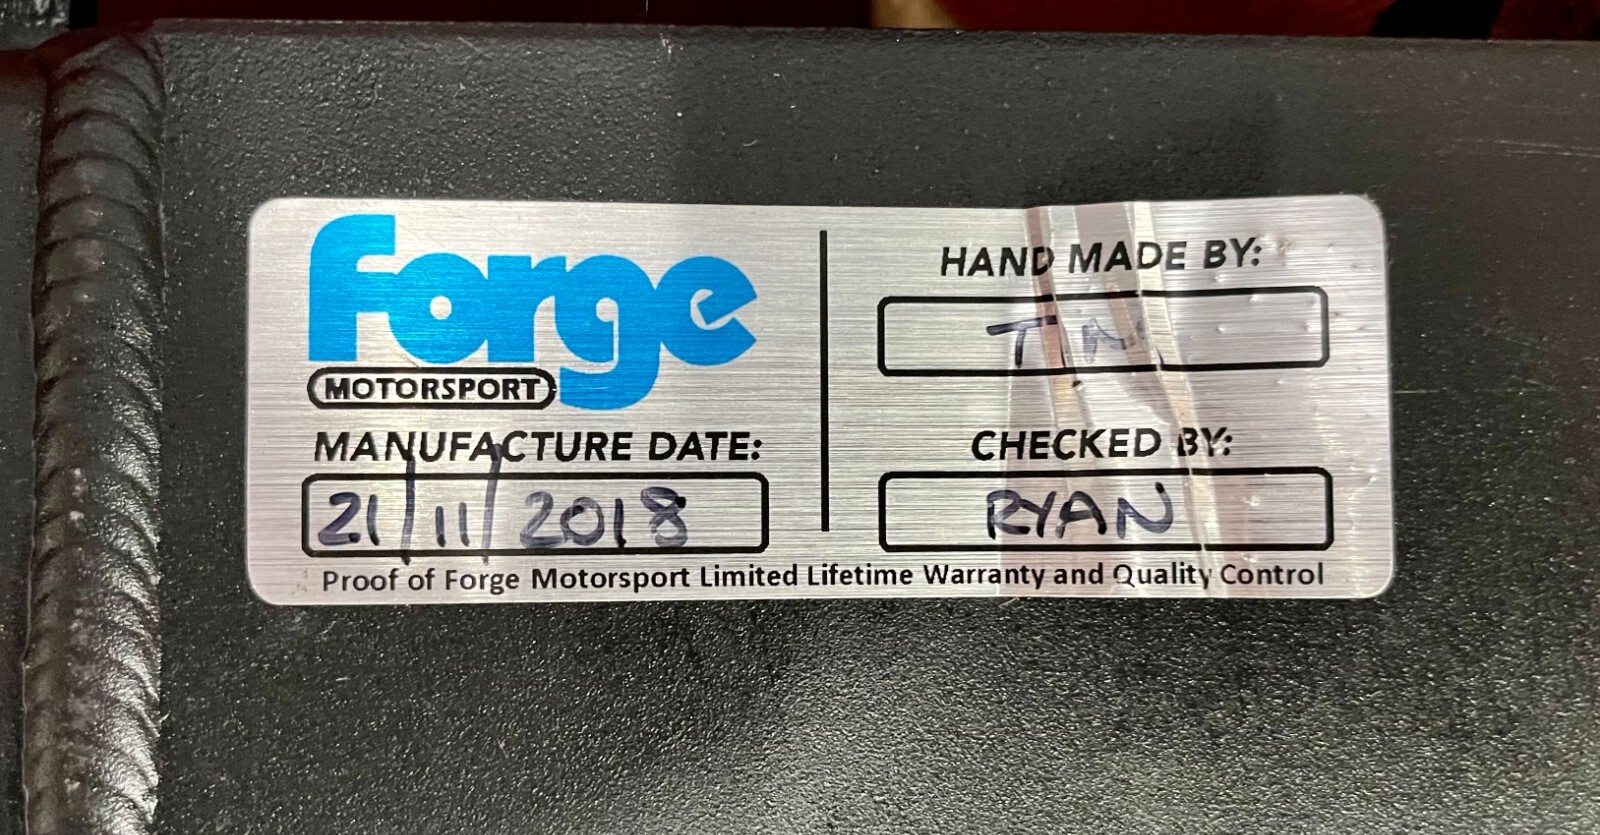 forge
MOTORSPORT
MANUFACTURE DATE:
21/11/2018
HAND MADE BY:
CHECKED BY:
RYAN
Proof of Forge Motorsport Limited Lifetime Warranty and Quality Control